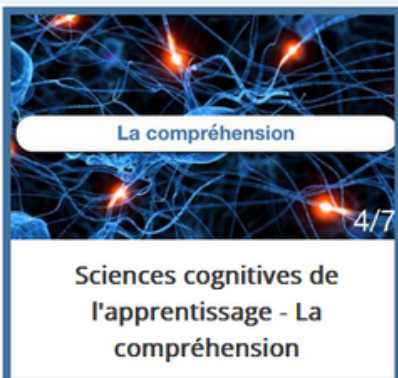 La compréhension
4/7
Sciences cognitives de
l'apprentissage - La
compréhension